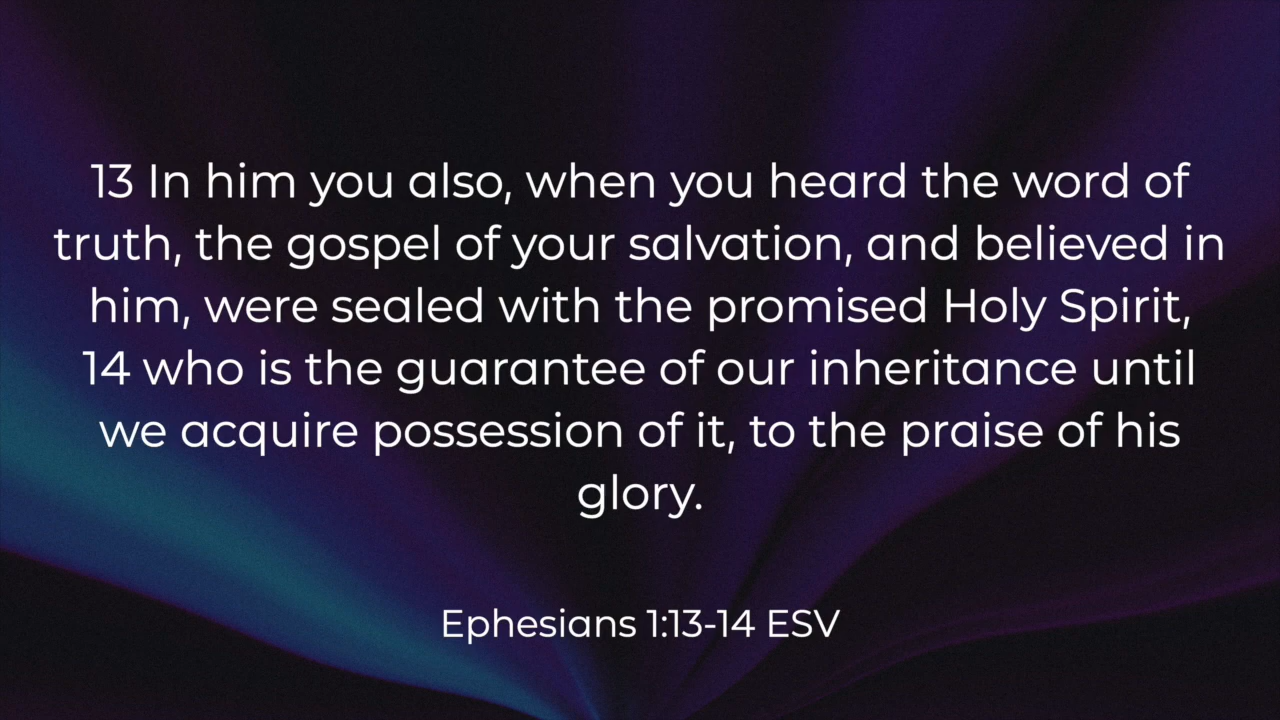 13 In him you also, when you heard the word of
truth, the gospel of your salvation, and believed in
him, were sealed with the promised Holy Spirit,
14 who is the guarantee of our inheritance until
we acquire possession of it, to the praise of his
glory.
Ephesians 1:13-14 ESV